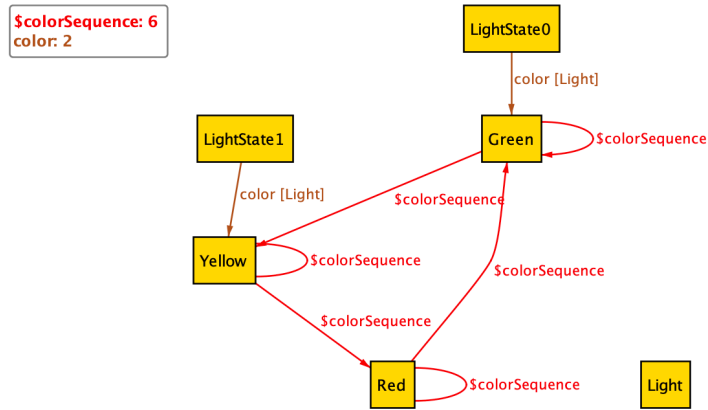 $colorSequence: 6
color: 2
LightState0
color [Light]
LightState1
Green
$colorSequence
color [Light]
$colorSequence
Yellow
$colorSequence
$colorSequence
$colorSequence
Red
$colorSequence
Light